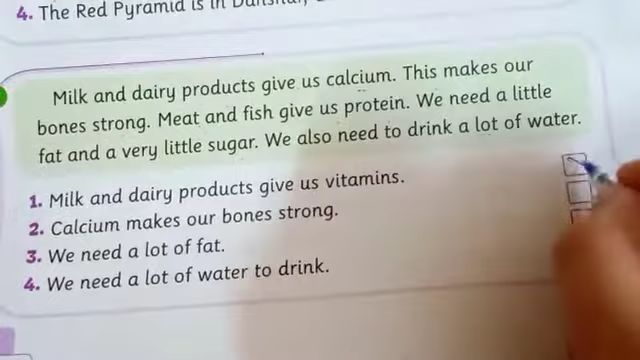 4. The Red Pyramid is in
Milk and dairy products give us calcium. This makes our
bones strong. Meat and fish give us protein. We need a little
fat and a very little sugar. We also need to drink a lot of water.
1. Milk and dairy products give us vitamins.
2. Calcium makes our bones strong.
3. We need a lot of fat.
4. We need a lot of water to drink.